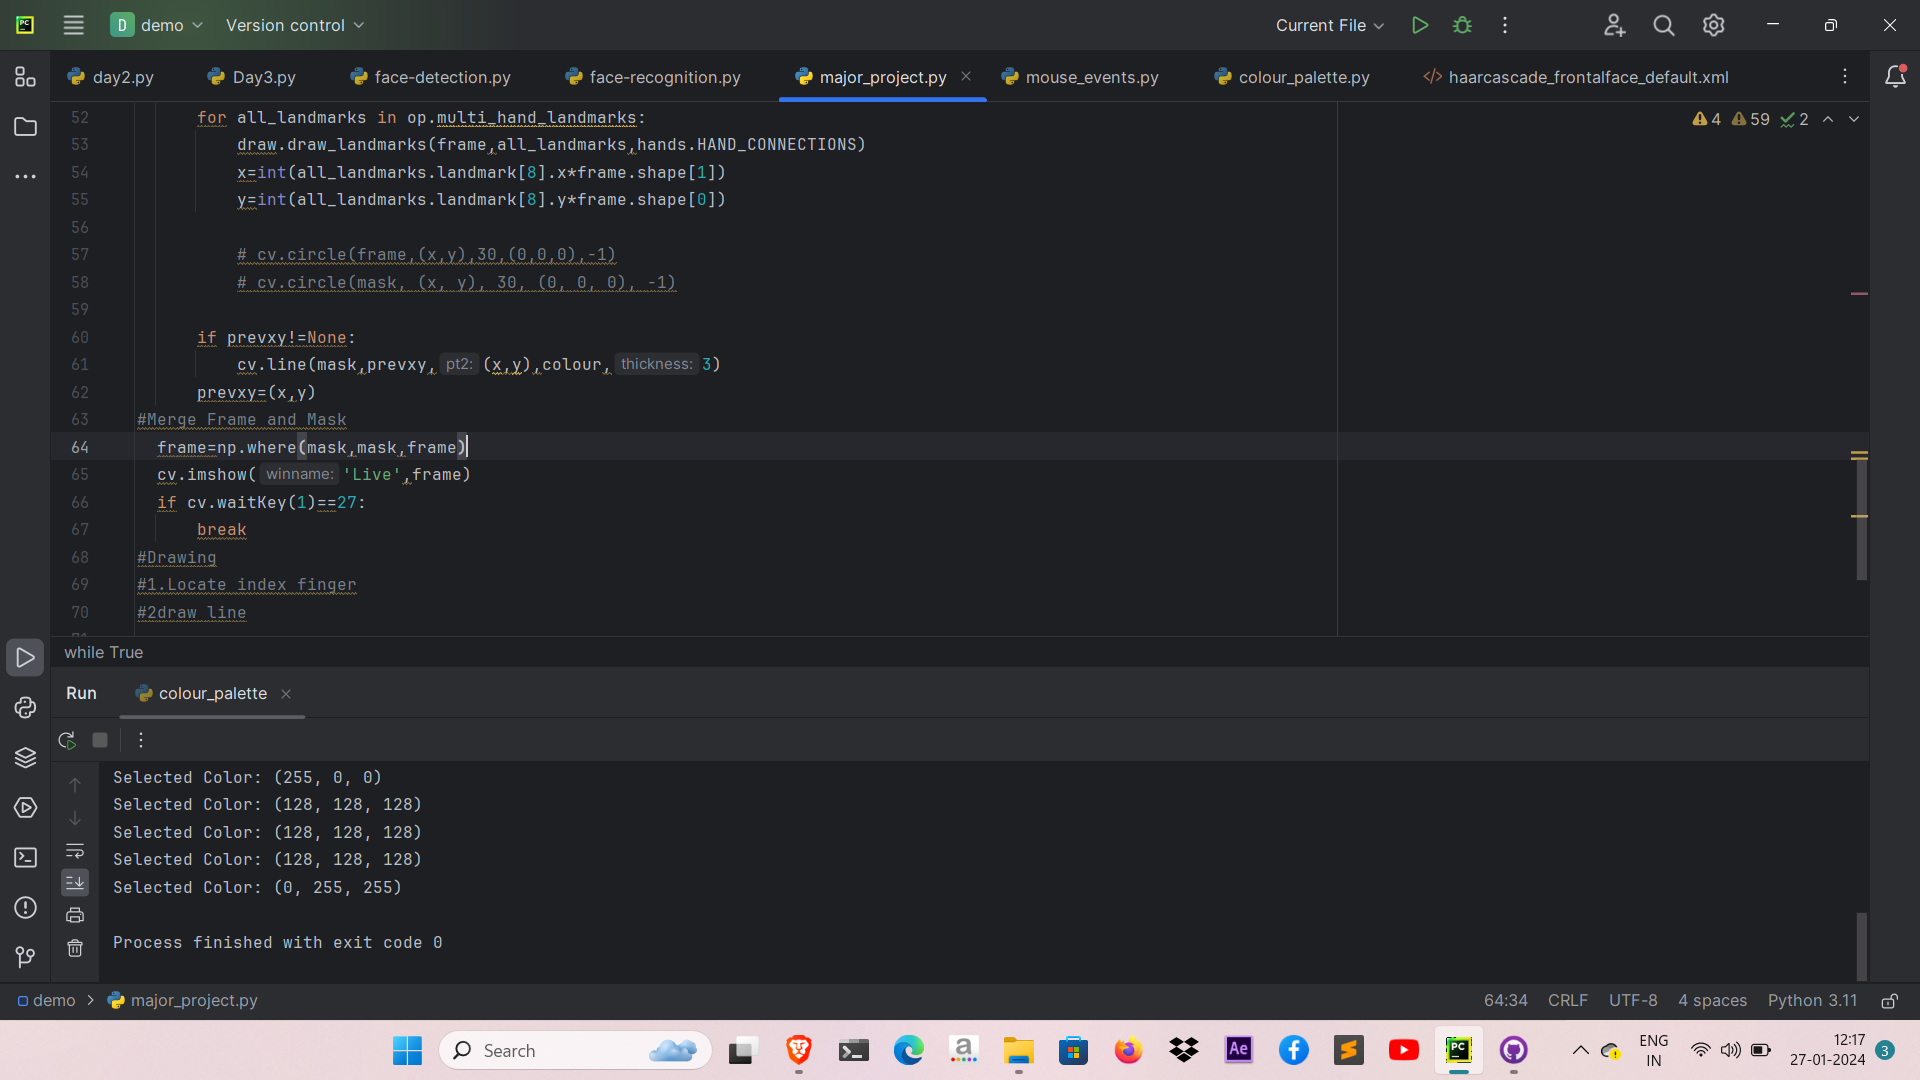 PC
D demo Version control Current File
day2.py Day3.py face-detection.py face-recognition.py major_project.py mouse_events.py colour_palette.py </> haarcascade_frontalface_default.xml
4 59 2
52 for all_landmarks in op.multi_hand_landmarks:
53 draw.draw_landmarks(frame,all_landmarks,hands.HAND_CONNECTIONS)
54 x=int(all_landmarks.landmark[8].x*frame.shape[1])
55 y=int(all_landmarks.landmark[8].y*frame.shape[0])
56
57 # cv.circle(frame,(x,y),30,(0,0,0),-1)
58 # cv.circle(mask, (x, y), 30, (0, 0, 0), -1)
59
60 if prevxy!=None:
61 cv.line(mask,prevxy, pt2: (x,y),colour, thickness: 3)
62 prevxy=(x,y)
63 #Merge Frame and Mask
64 frame=np.where(mask,mask,frame)
65 cv.imshow( winname: 'Live',frame)
66 if cv.waitKey(1)==27:
67 break
68 #Drawing
69 #1.Locate index finger
70 #2draw line
71
while True
Run colour_palette
Selected Color: (255, 0, 0)
Selected Color: (128, 128, 128)
Selected Color: (128, 128, 128)
Selected Color: (128, 128, 128)
Selected Color: (0, 255, 255)
Process finished with exit code 0
demo > major_project.py 64:34 CRLF UTF-8 4 spaces Python 3.11
Search a Ae PC ENG IN 12:17 27-01-2024 3